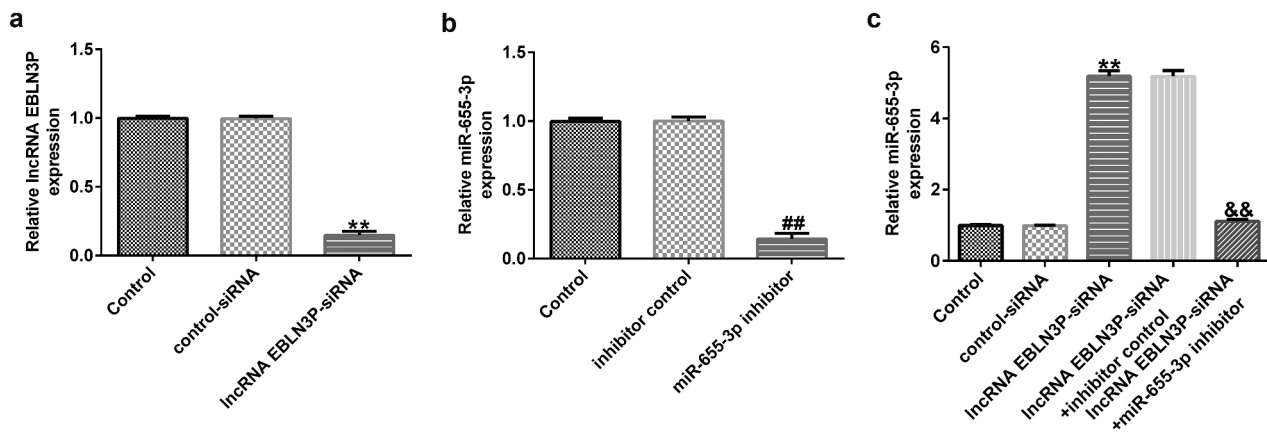 a
Relative lncRNA EBLN3P
expression
1.5
1.0
0.5
0.0
**
Control
control-siRNA
lncRNA EBLN3P-siRNA
b
Relative miR-655-3p
expression
1.5
1.0
0.5
0.0
##
Control
inhibitor control
miR-655-3p inhibitor
c
Relative miR-655-3p
expression
6
4
2
0
**
&&
Control
control-siRNA
lncRNA EBLN3P-siRNA
lncRNA EBLN3P-siRNA
+inhibitor control
lncRNA EBLN3P-siRNA
+miR-655-3p inhibitor